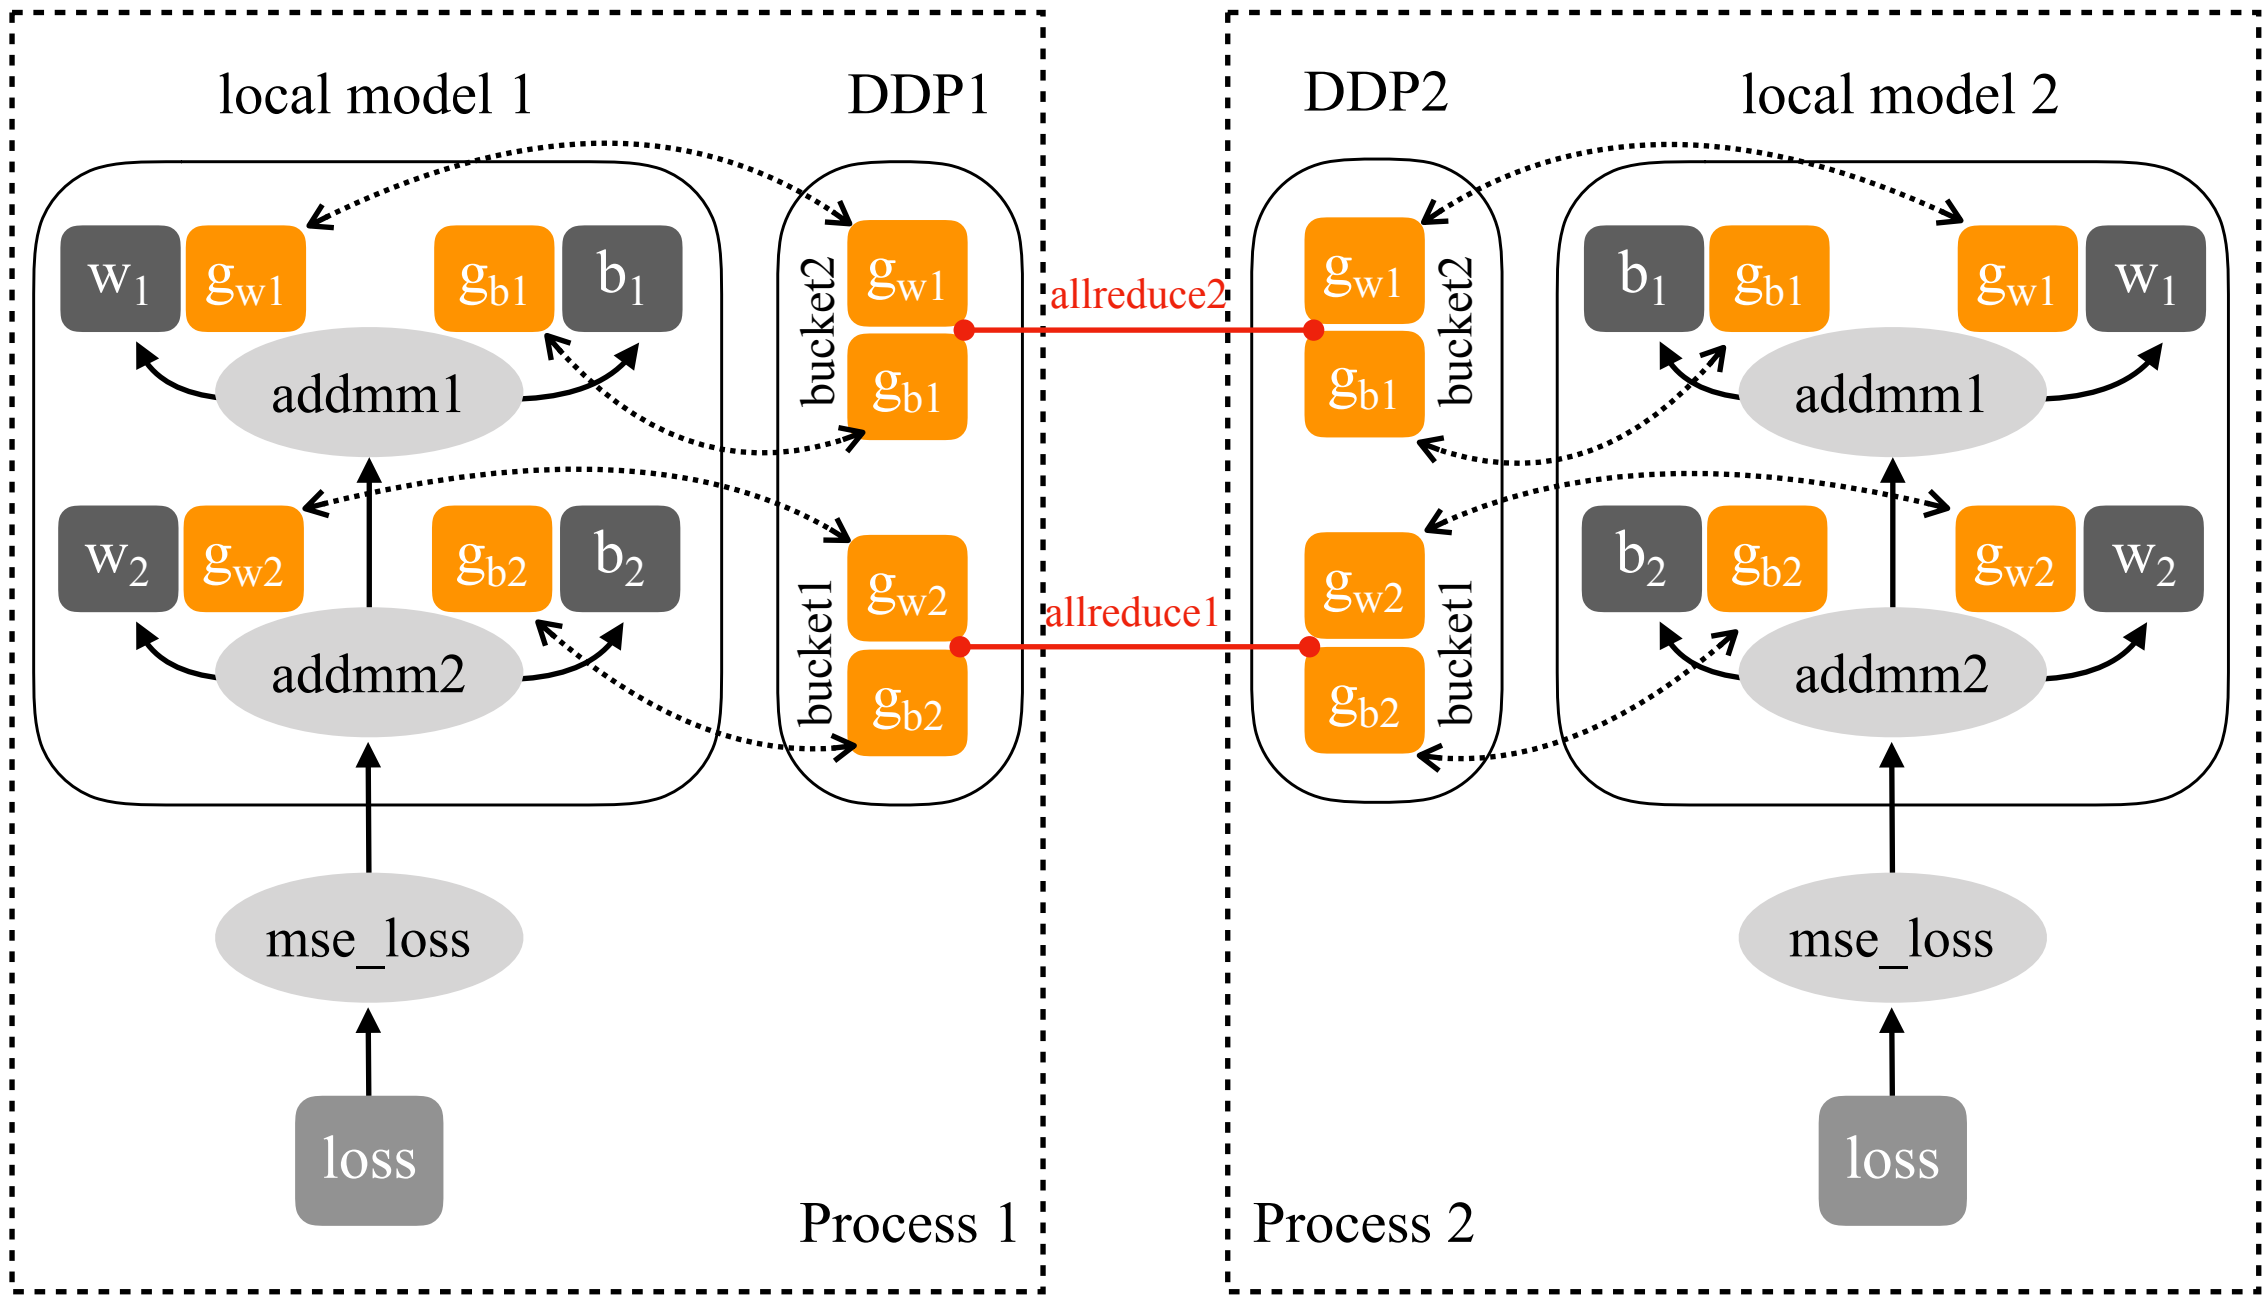 local model 1
DDP1
w1
gw1
gb1
b1
addmm1
w2
gw2
gb2
b2
addmm2
mse_loss
loss
bucket2
gw1
gb1
bucket1
gw2
gb2
Process 1
allreduce2
allreduce1
DDP2
local model 2
gw1
gb1
bucket2
gw2
gb2
bucket1
b1
gb1
gw1
w1
addmm1
b2
gb2
gw2
w2
addmm2
mse_loss
loss
Process 2